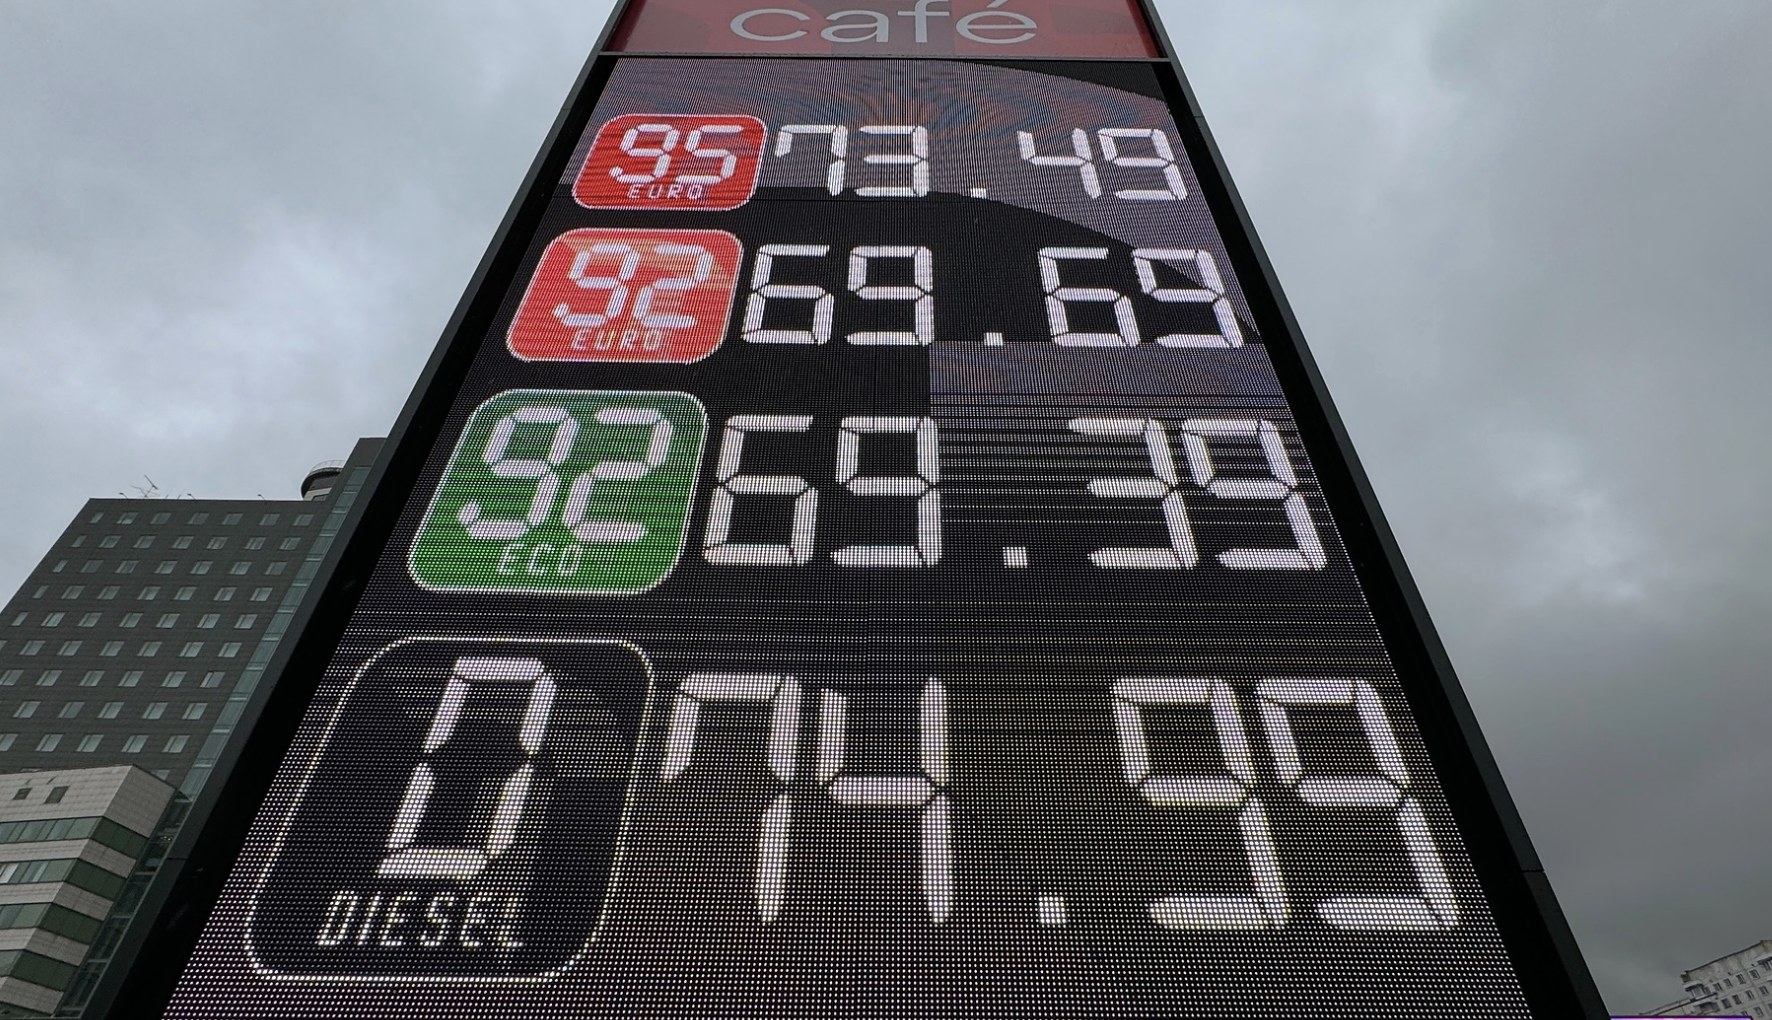 café
95 EURO 73.49
92 EURO 69.69
92 ECO 69.39
D DIESEL 74.99